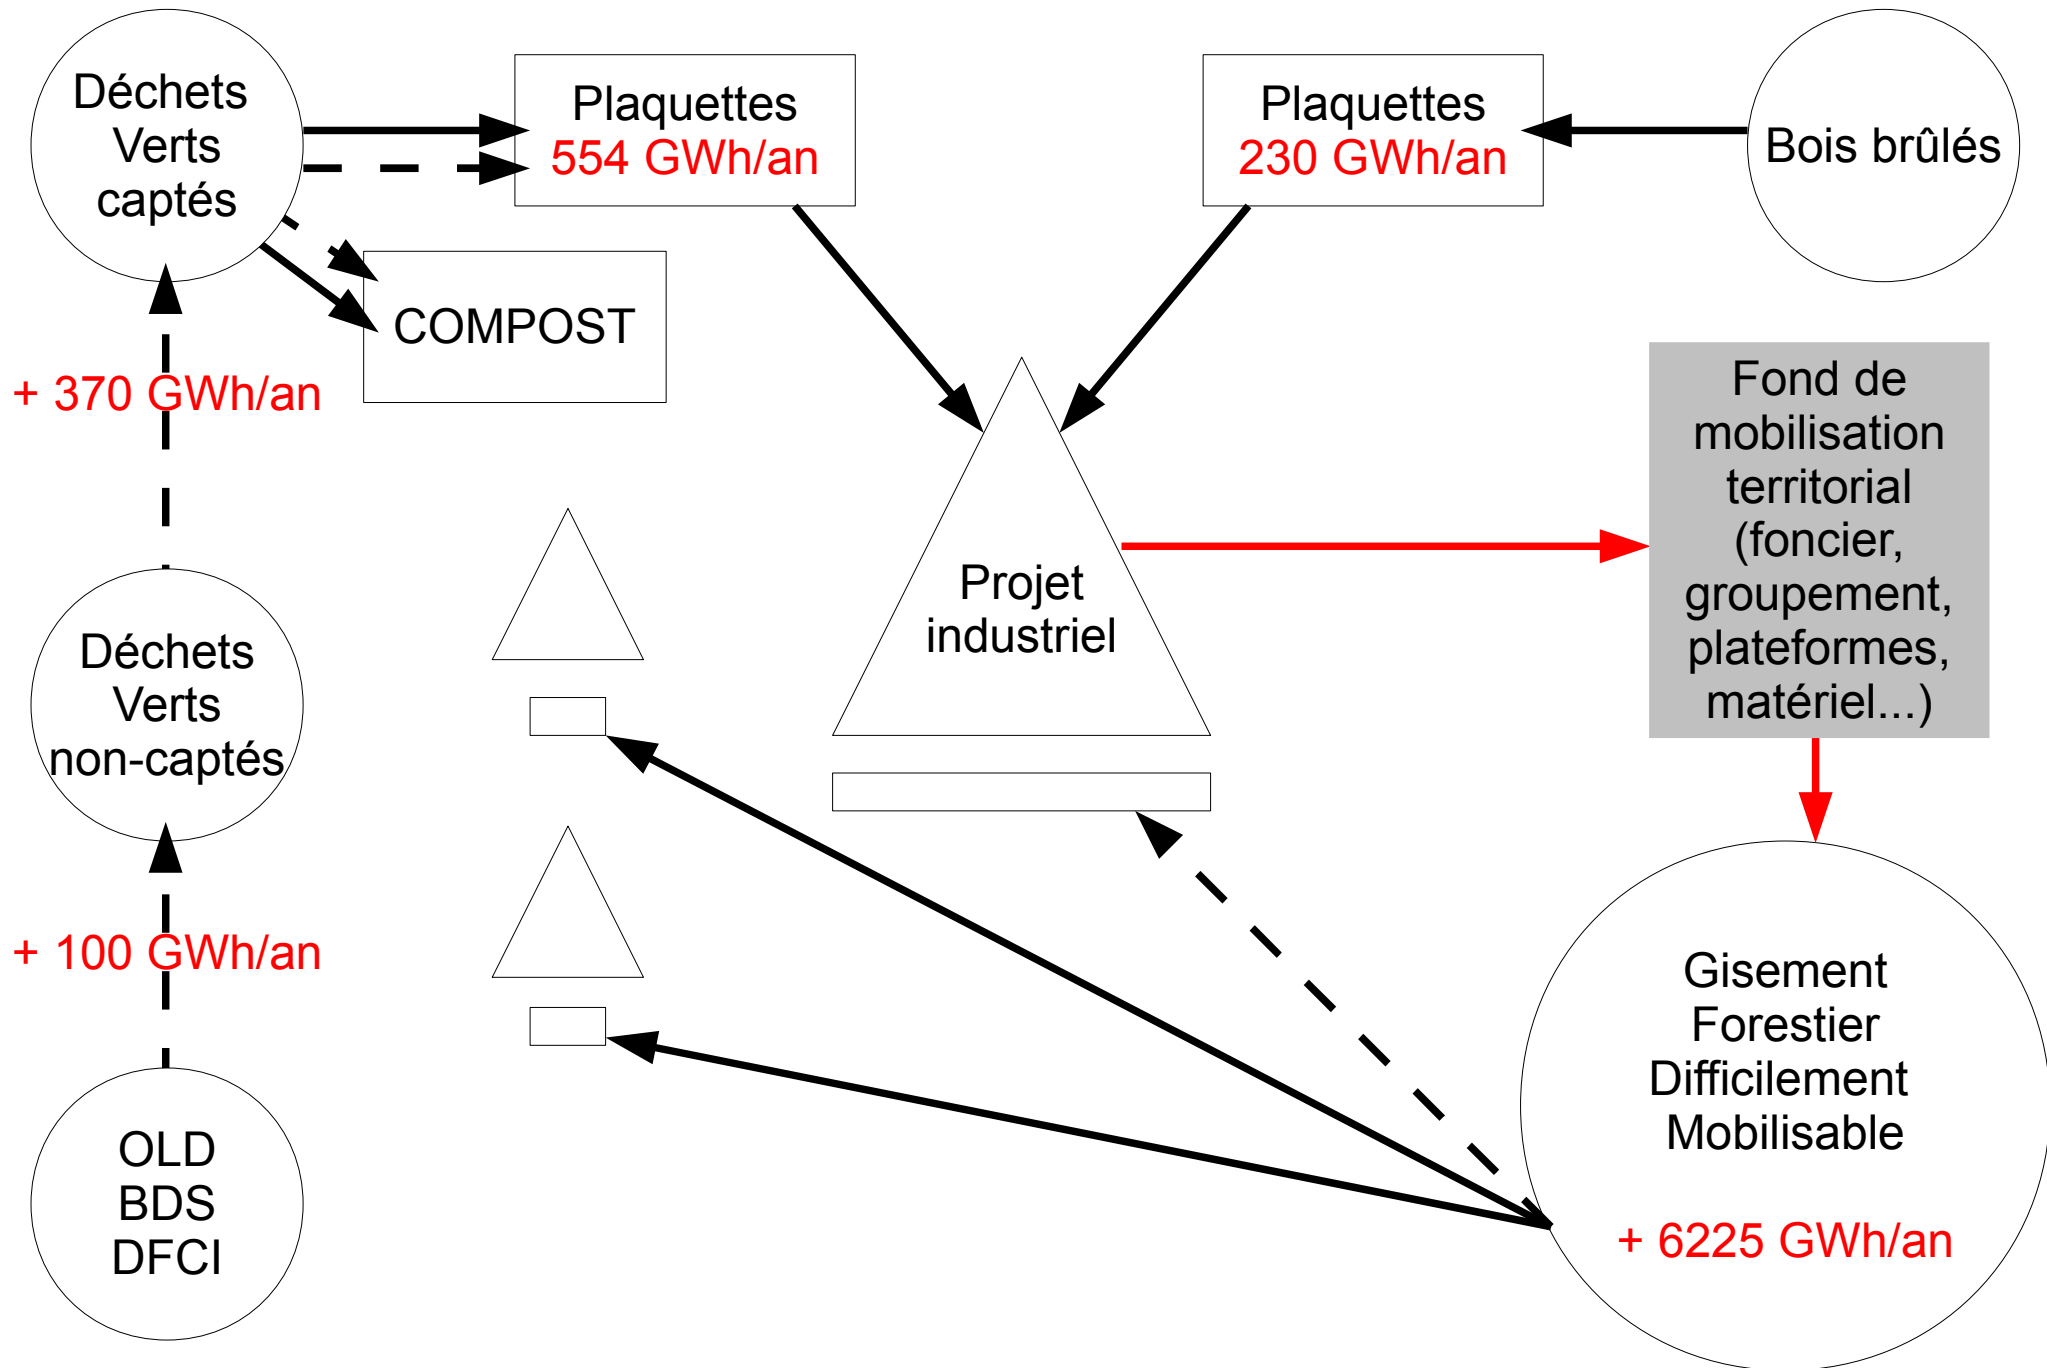 Déchets
Verts
captés
Plaquettes
554 GWh/an
Plaquettes
230 GWh/an
Bois brûlés
COMPOST
+ 370 GWh/an
Fond de
mobilisation
territorial
(foncier,
groupement,
plateformes,
matériel...)
Projet
industriel
Déchets
Verts
non-captés
+ 100 GWh/an
OLD
BDS
DFCI
Gisement
Forestier
Difficilement
Mobilisable
+ 6225 GWh/an